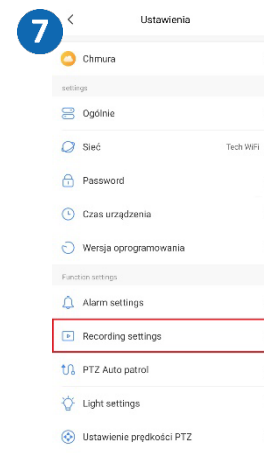 7
Ustawienia
Chmura
settings
Ogólnie
Sieć Tech WiFi
Password
Czas urządzenia
Wersja oprogramowania
Function settings
Alarm settings
Recording settings
PTZ Auto patrol
Light settings
Ustawienie prędkości PTZ